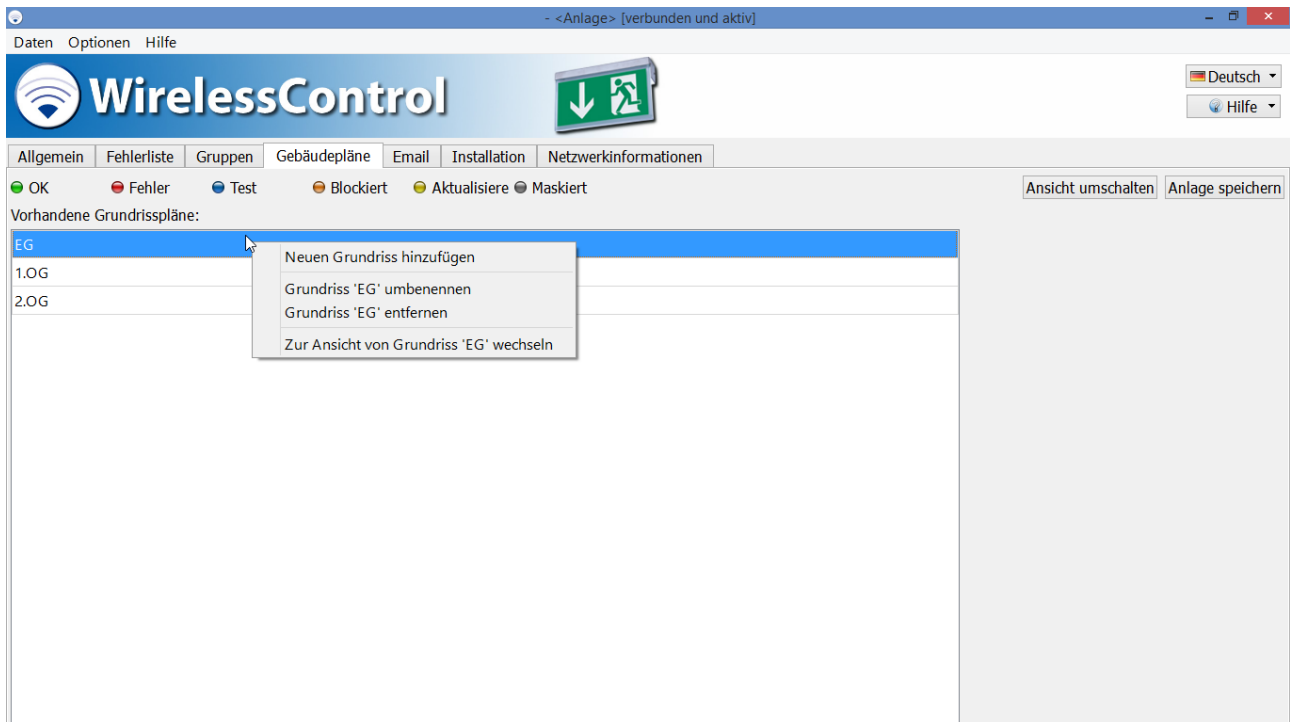 - <Anlage> [verbunden und aktiv]
Daten Optionen Hilfe
WirelessControl
Deutsch
Hilfe
Allgemein Fehlerliste Gruppen Gebäudepläne Email Installation Netzwerkinformationen
OK Fehler Test Blockiert Aktualisiere Maskiert Ansicht umschalten Anlage speichern
Vorhandene Grundrisspläne:
EG
1.OG
2.OG
Neuen Grundriss hinzufügen
Grundriss 'EG' umbenennen
Grundriss 'EG' entfernen
Zur Ansicht von Grundriss 'EG' wechseln